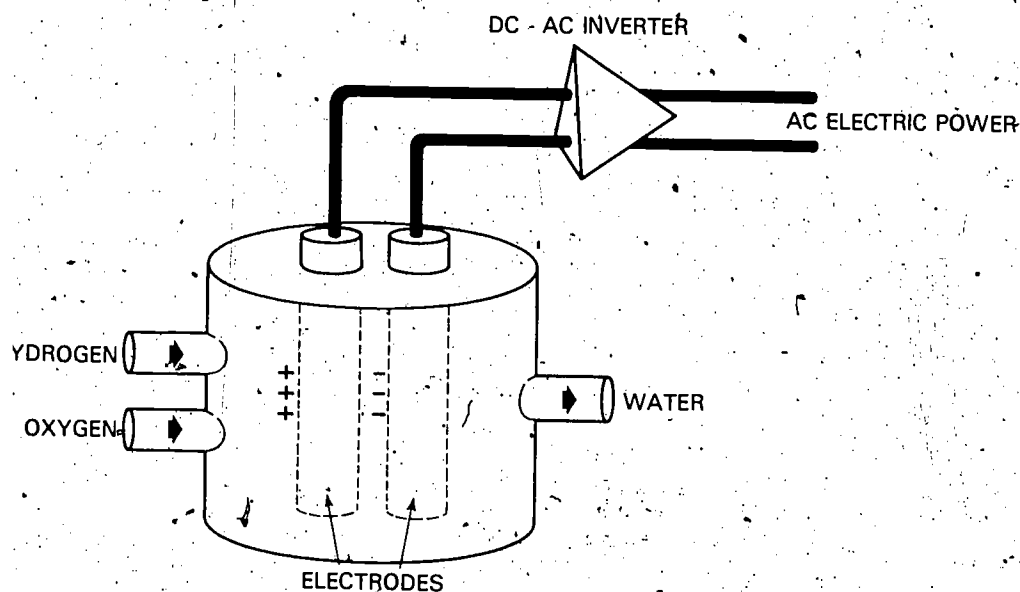 DC - AC INVERTER
AC ELECTRIC POWER
YDROGEN
OXYGEN
WATER
+
+
+
-
-
-
ELECTRODES